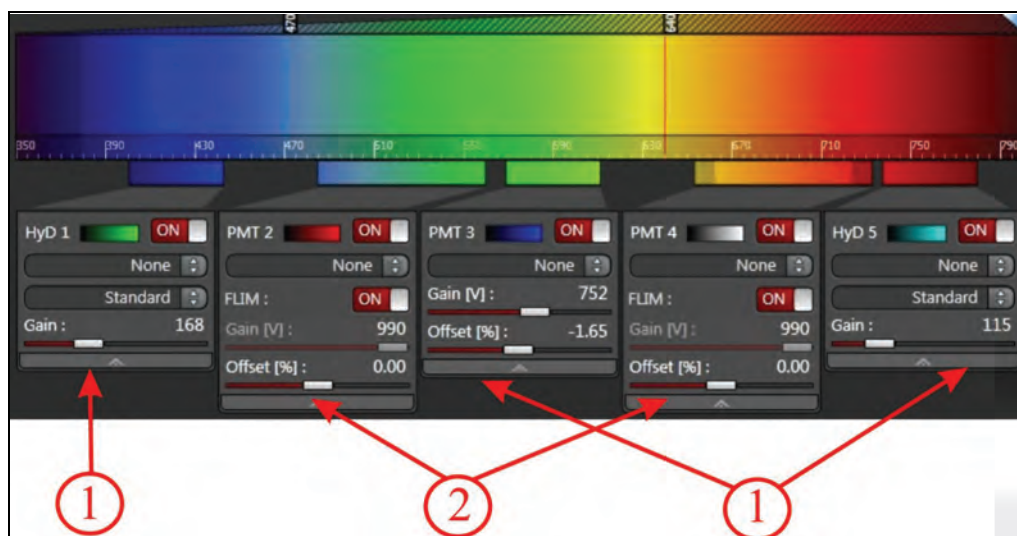 470 640
350 390 430 470 510 550 590 630 670 710 750 790
HyD 1 ON
None
Standard
Gain : 168
PMT 2 ON
None
FLIM : ON
Gain [V] : 990
Offset [%] : 0.00
PMT 3 ON
None
Gain [V] : 752
Offset [%] : -1.65
PMT 4 ON
None
FLIM : ON
Gain [V] : 990
Offset [%] : 0.00
HyD 5 ON
None
Standard
Gain : 115
1 2 1